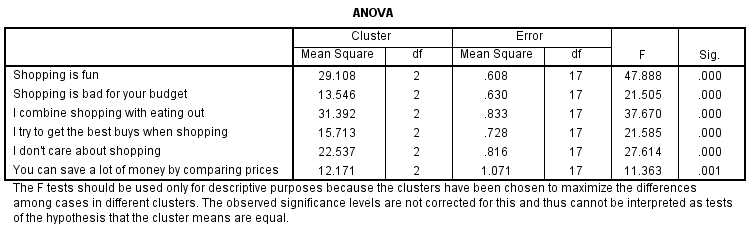 ANOVA
Cluster Error
Mean Square df Mean Square df F Sig.
Shopping is fun 29.108 2 .608 17 47.888 .000
Shopping is bad for your budget 13.546 2 .630 17 21.505 .000
I combine shopping with eating out 31.392 2 .833 17 37.670 .000
I try to get the best buys when shopping 15.713 2 .728 17 21.585 .000
I don't care about shopping 22.537 2 .816 17 27.614 .000
You can save a lot of money by comparing prices 12.171 2 1.071 17 11.363 .001
The F tests should be used only for descriptive purposes because the clusters have been chosen to maximize the differences
among cases in different clusters. The observed significance levels are not corrected for this and thus cannot be interpreted as tests
of the hypothesis that the cluster means are equal.